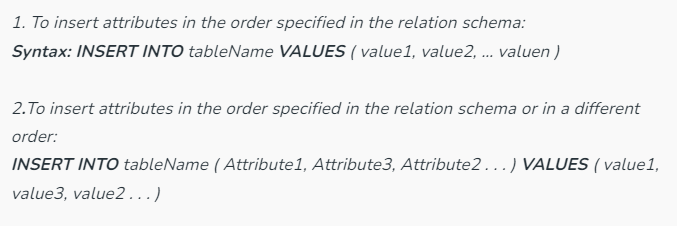 1. To insert attributes in the order specified in the relation schema:
Syntax: INSERT INTO tableName VALUES ( value1, value2, ... valuen )
2.To insert attributes in the order specified in the relation schema or in a different
order:
INSERT INTO tableName ( Attribute1, Attribute3, Attribute2 . . . ) VALUES ( value1,
value3, value2 . . . )